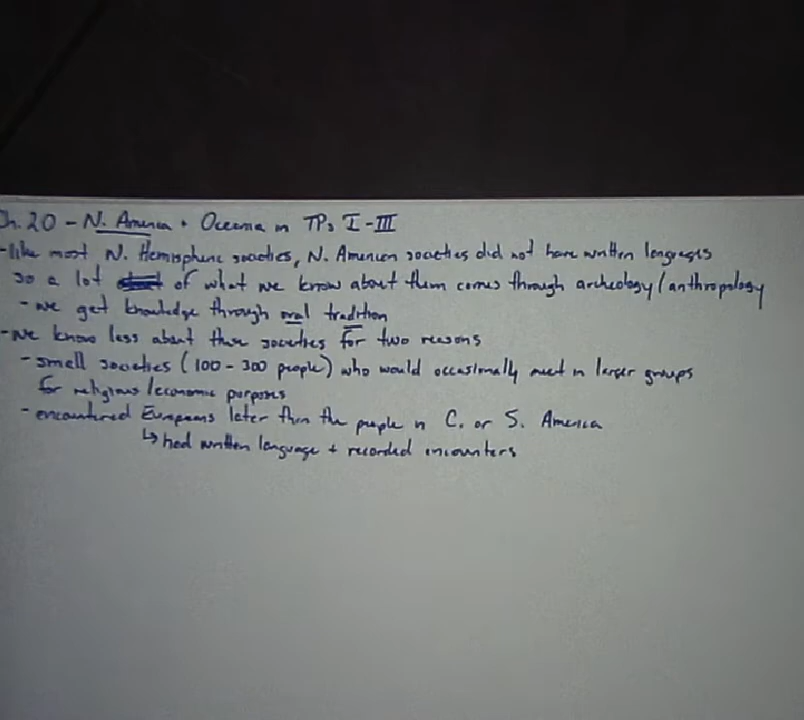 Ch. 20 - N. America + Oceania in TPs I-III
-like most N. Hemisphere societies, N. American societies did not have written languages
so a lot of what we know about them comes through archeology/anthropology
- we get knowledge through oral tradition
-we know less about these societies for two reasons
- small societies (100-300 people) who would occasionally meet in larger groups
for religious/economic purposes
- encountered Europeans later than the people in C. or S. America
↳ had written language + recorded encounters